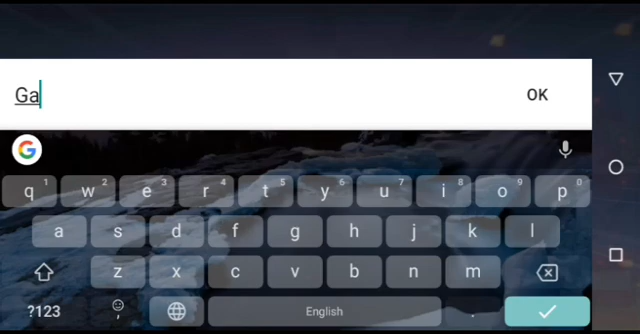 Ga
OK
G
q 1 w 2 e 3 r 4 t 5 y 6 u 7 i 8 o 9 p 0
a s d f g h j k l
z x c v b n m
?123 , English .